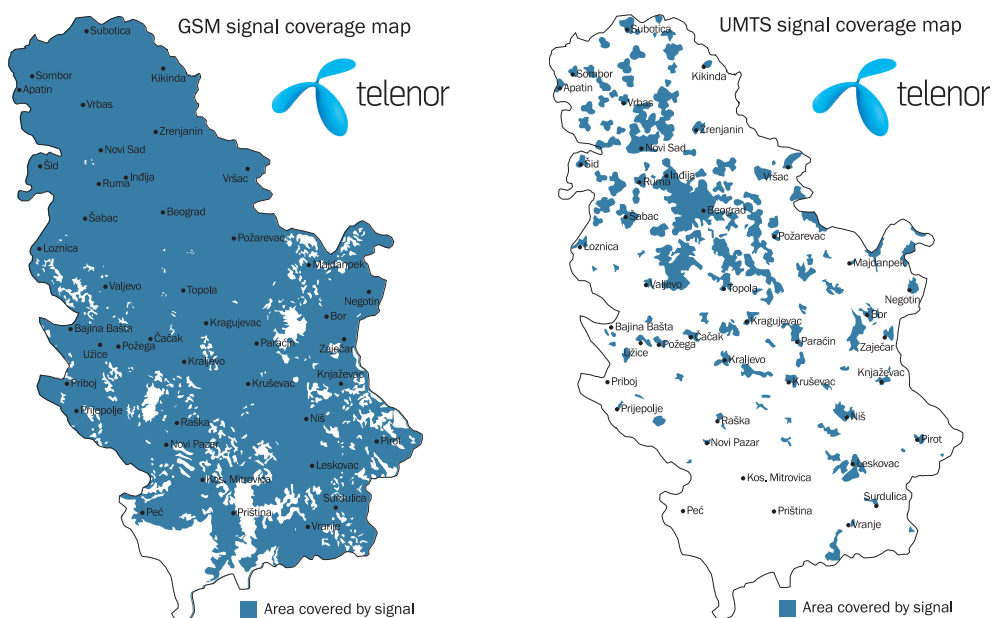 GSM signal coverage map
telenor
Subotica
Sombor
Kikinda
Apatin
Vrbas
Zrenjanin
Novi Sad
Šid
Inđija
Vršac
Ruma
Beograd
Šabac
Požarevac
Loznica
Majdanpek
Valjevo
Topola
Negotin
Bor
Kragujevac
Bajina Bašta
Čačak
Paraćin
Užice
Požega
Zaječar
Kraljevo
Knjaževac
Priboj
Kruševac
Prijepolje
Niš
Raška
Novi Pazar
Pirot
Leskovac
Kos. Mitrovica
Surdulica
Peć
Priština
Vranje
Area covered by signal
UMTS signal coverage map
telenor
Subotica
Sombor
Kikinda
Apatin
Vrbas
Zrenjanin
Novi Sad
Šid
Inđija
Vršac
Ruma
Beograd
Šabac
Požarevac
Loznica
Majdanpek
Valjevo
Topola
Negotin
Bor
Kragujevac
Bajina Bašta
Čačak
Paraćin
Užice
Požega
Zaječar
Kraljevo
Knjaževac
Priboj
Kruševac
Prijepolje
Niš
Raška
Novi Pazar
Pirot
Leskovac
Kos. Mitrovica
Surdulica
Peć
Priština
Vranje
Area covered by signal